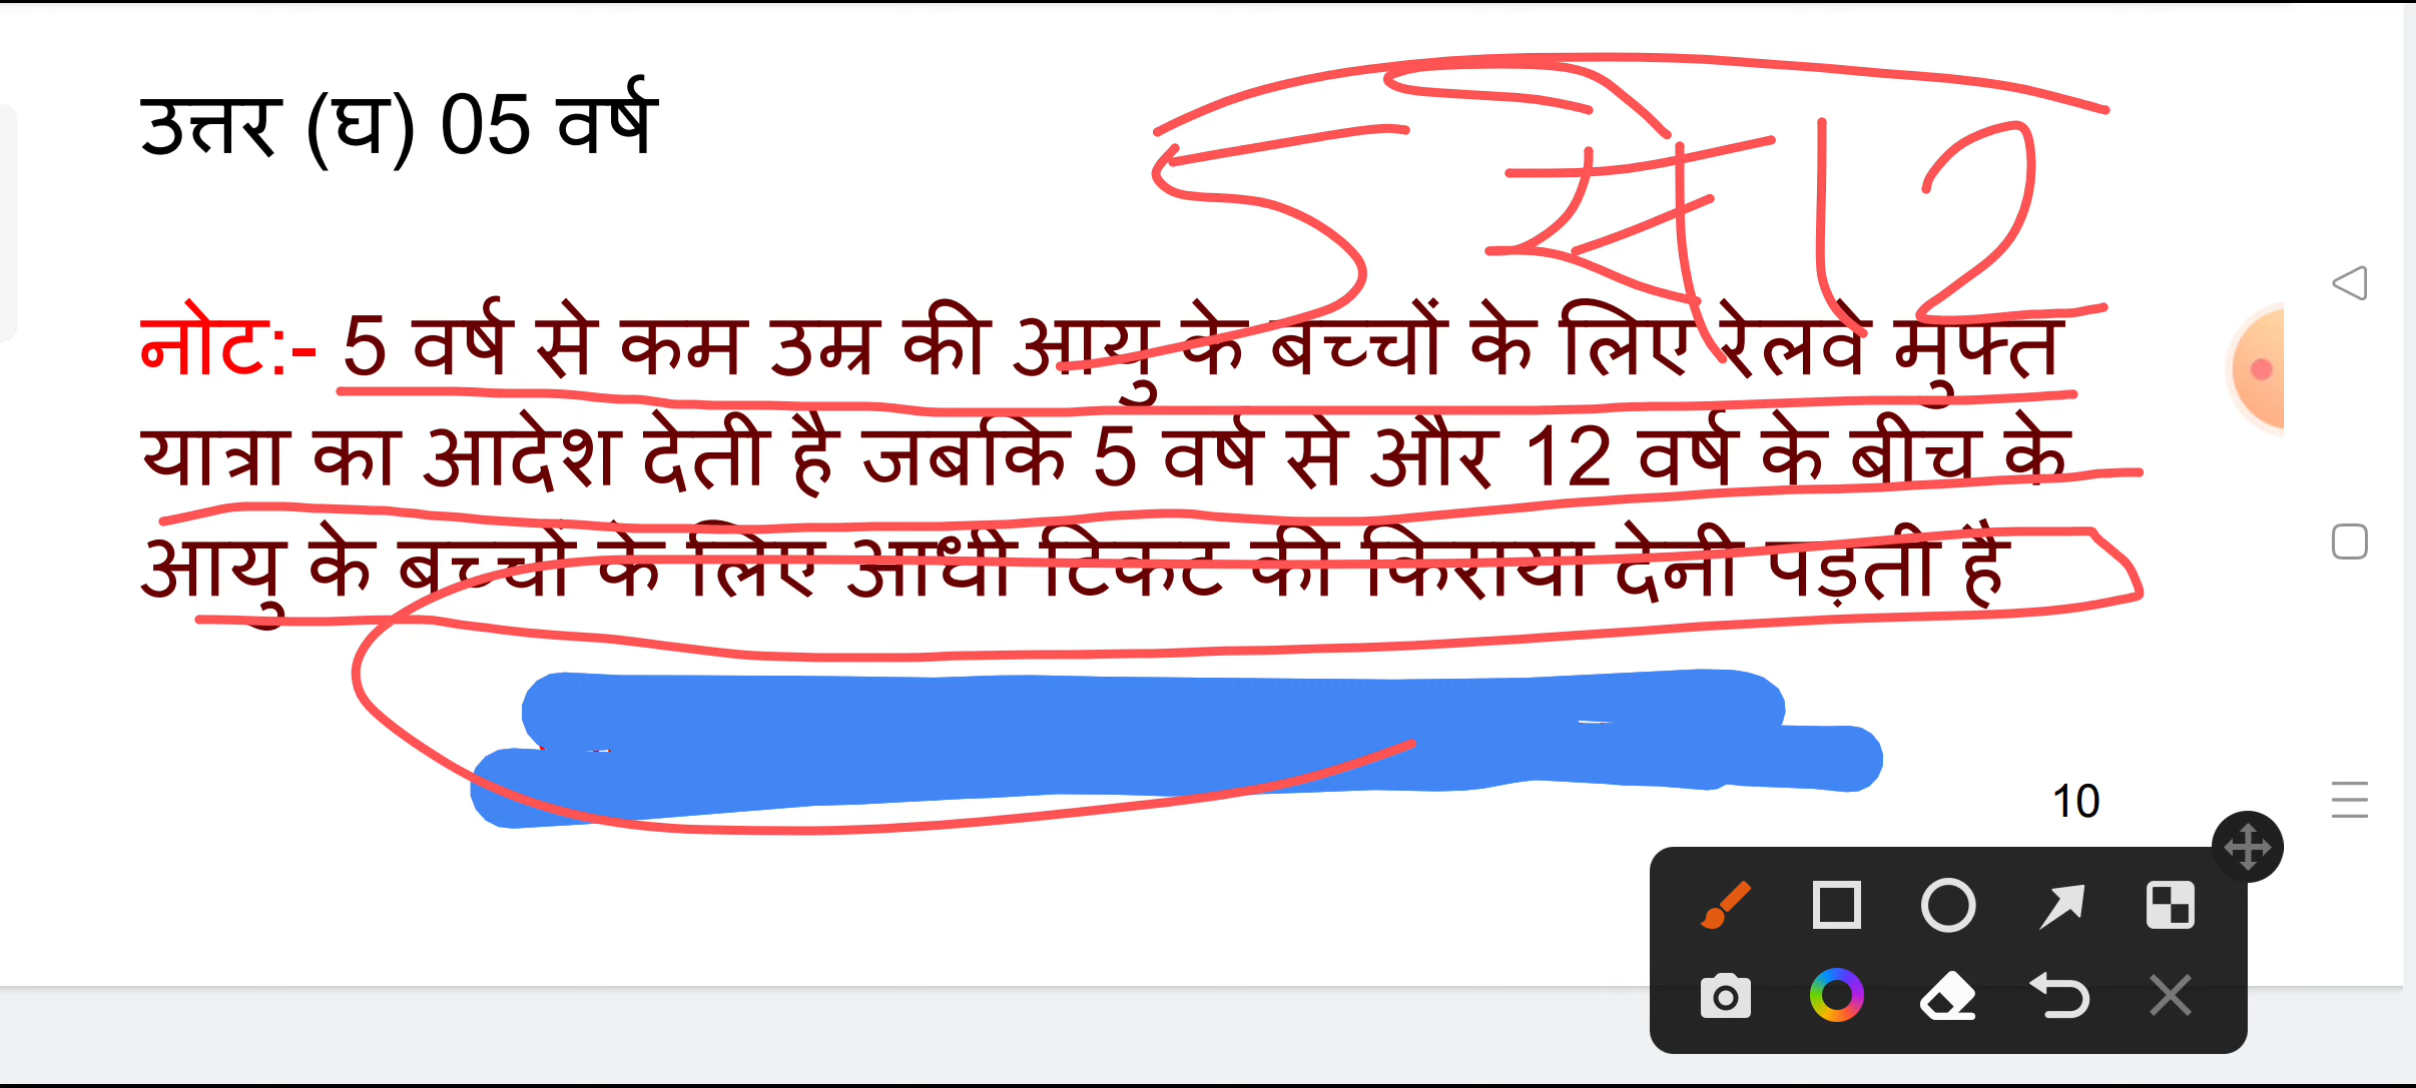 उत्तर (घ) 05 वर्ष
5 से 12
नोट:- 5 वर्ष से कम उम्र की आयु के बच्चों के लिए रेलवे मुफ्त
यात्रा का आदेश देती है जबकि 5 वर्ष से और 12 वर्ष के बीच के
आयु के बच्चों के लिए आधी टिकट की किराया देनी पड़ती है
10